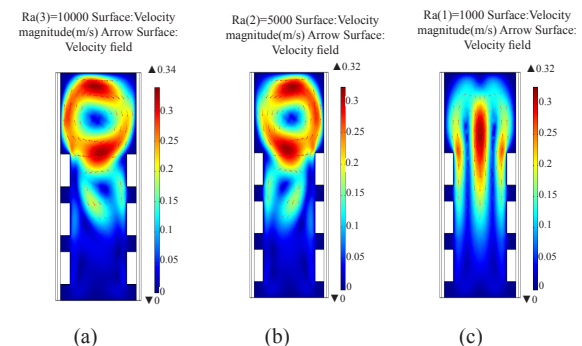 Ra(3)=10000 Surface:Velocity
magnitude(m/s) Arrow Surface:
Velocity field
▲0.34
0.3
0.25
0.2
0.15
0.1
0.05
0
▼0
(a)
Ra(2)=5000 Surface:Velocity
magnitude(m/s) Arrow Surface:
Velocity field
▲0.32
0.3
0.25
0.2
0.15
0.1
0.05
0
▼0
(b)
Ra(1)=1000 Surface:Velocity
magnitude(m/s) Arrow Surface:
Velocity field
▲0.32
0.3
0.25
0.2
0.15
0.1
0.05
0
▼0
(c)